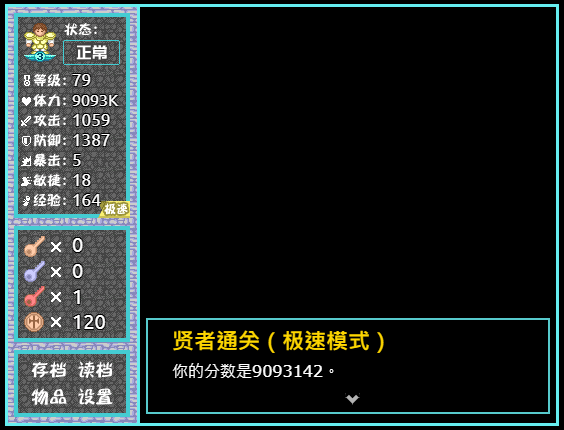 状态：
正常
3
等级：79
体力：9093K
攻击：1059
防御：1387
暴击：5
敏捷：18
经验：164
极速
× 0
× 0
× 1
× 120
存档 读档
物品 设置
贤者通关（极速模式）
你的分数是9093142。